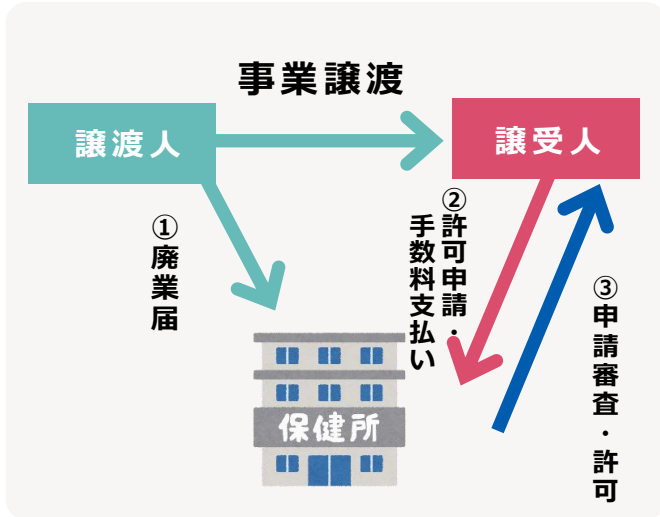 事業譲渡
譲渡人
譲受人
①廃業届
②許可申請・
手数料支払い
③申請審査・許可
保健所